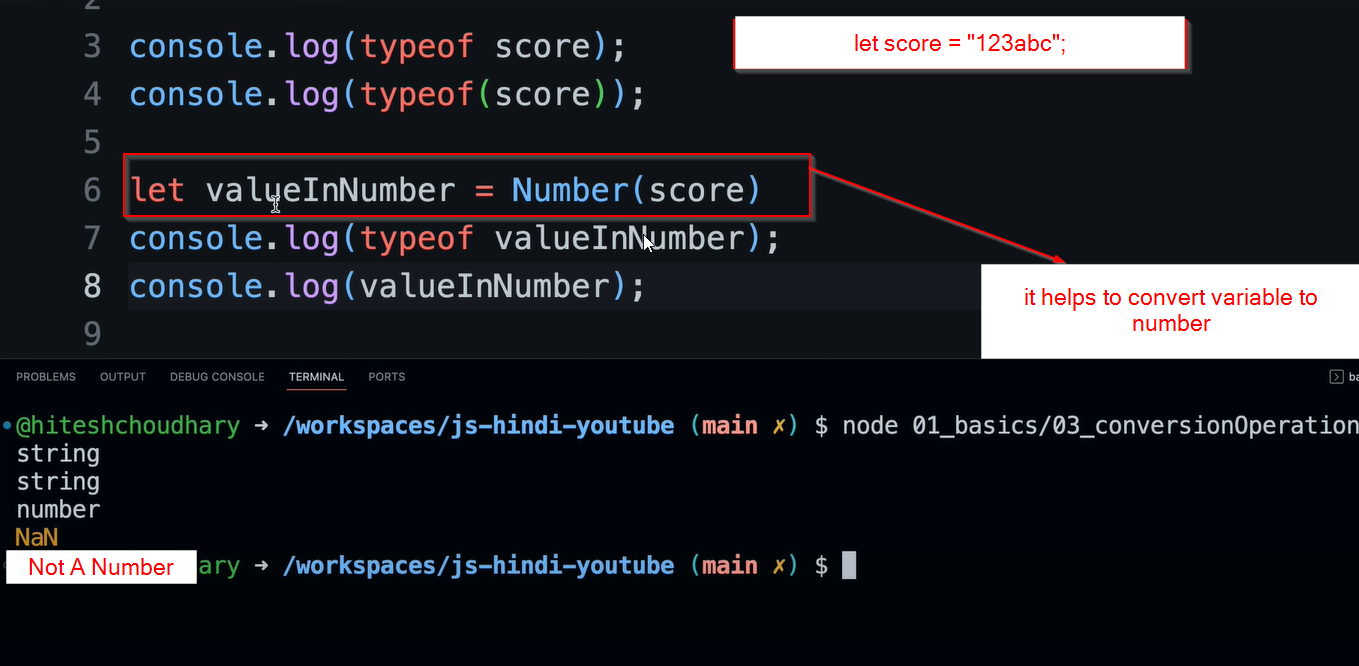 2
3 console.log(typeof score);
let score = "123abc";
4 console.log(typeof(score));
5
6 let valueInNumber = Number(score)
7 console.log(typeof valueInNumber);
8 console.log(valueInNumber);
it helps to convert variable to
number
9
PROBLEMS OUTPUT DEBUG CONSOLE TERMINAL PORTS ba
@hiteshchoudhary → /workspaces/js-hindi-youtube (main ✗) $ node 01_basics/03_conversionOperation
string
string
number
NaN
Not A Number ary → /workspaces/js-hindi-youtube (main ✗) $